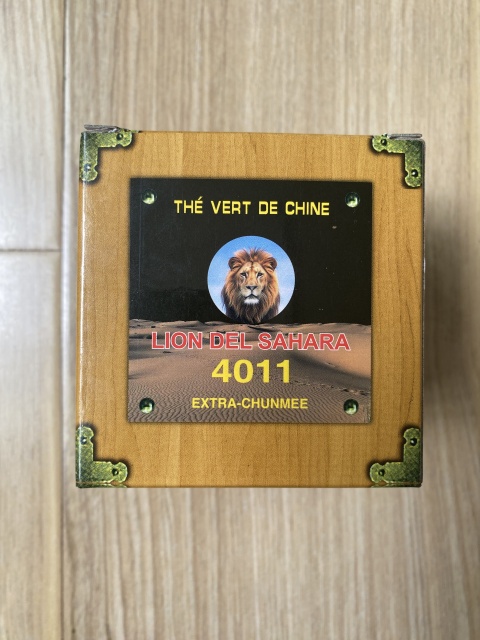 THÉ VERT DE CHINE
LION DEL SAHARA
4011
EXTRA-CHUNMEE